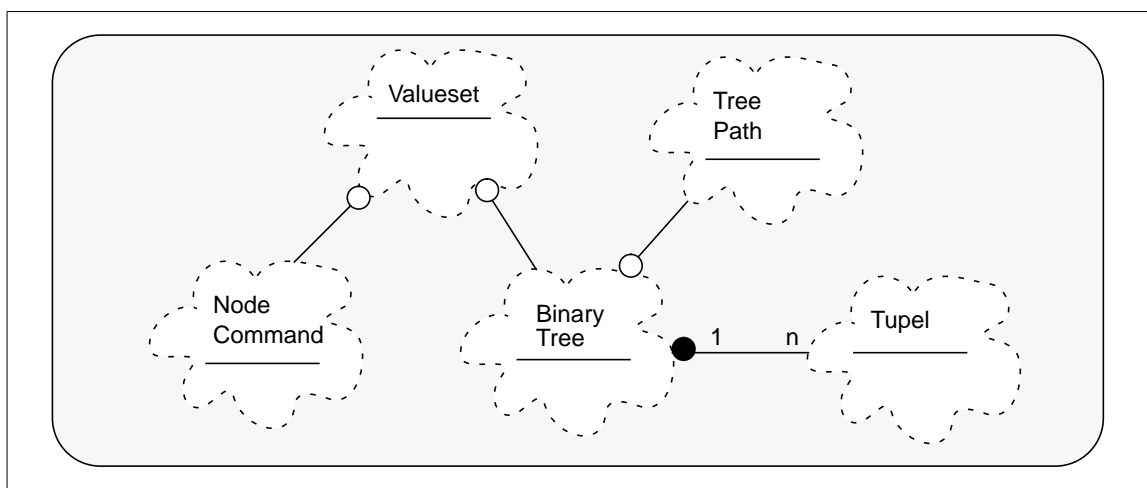 Valueset
Tree
Path
Node
Command
Binary
Tree
1
n
Tupel